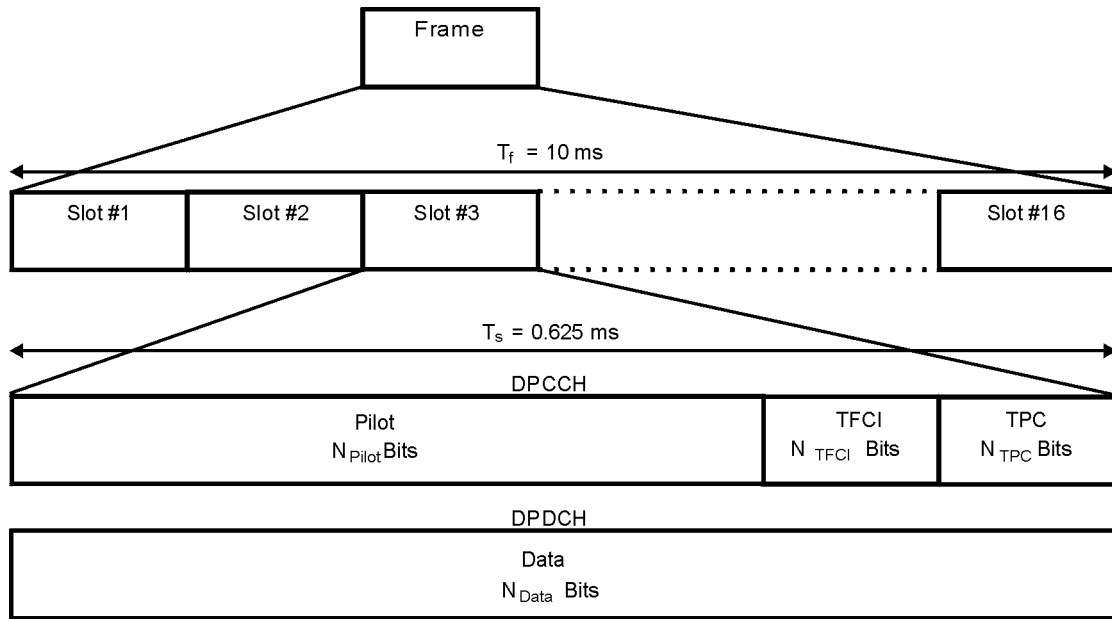 Frame
T_f = 10 ms
Slot #1 Slot #2 Slot #3 Slot #16
T_s = 0.625 ms
DPCCH
Pilot TFCI TPC
N_Pilot Bits N_TFCI Bits N_TPC Bits
DPDCH
Data
N_Data Bits